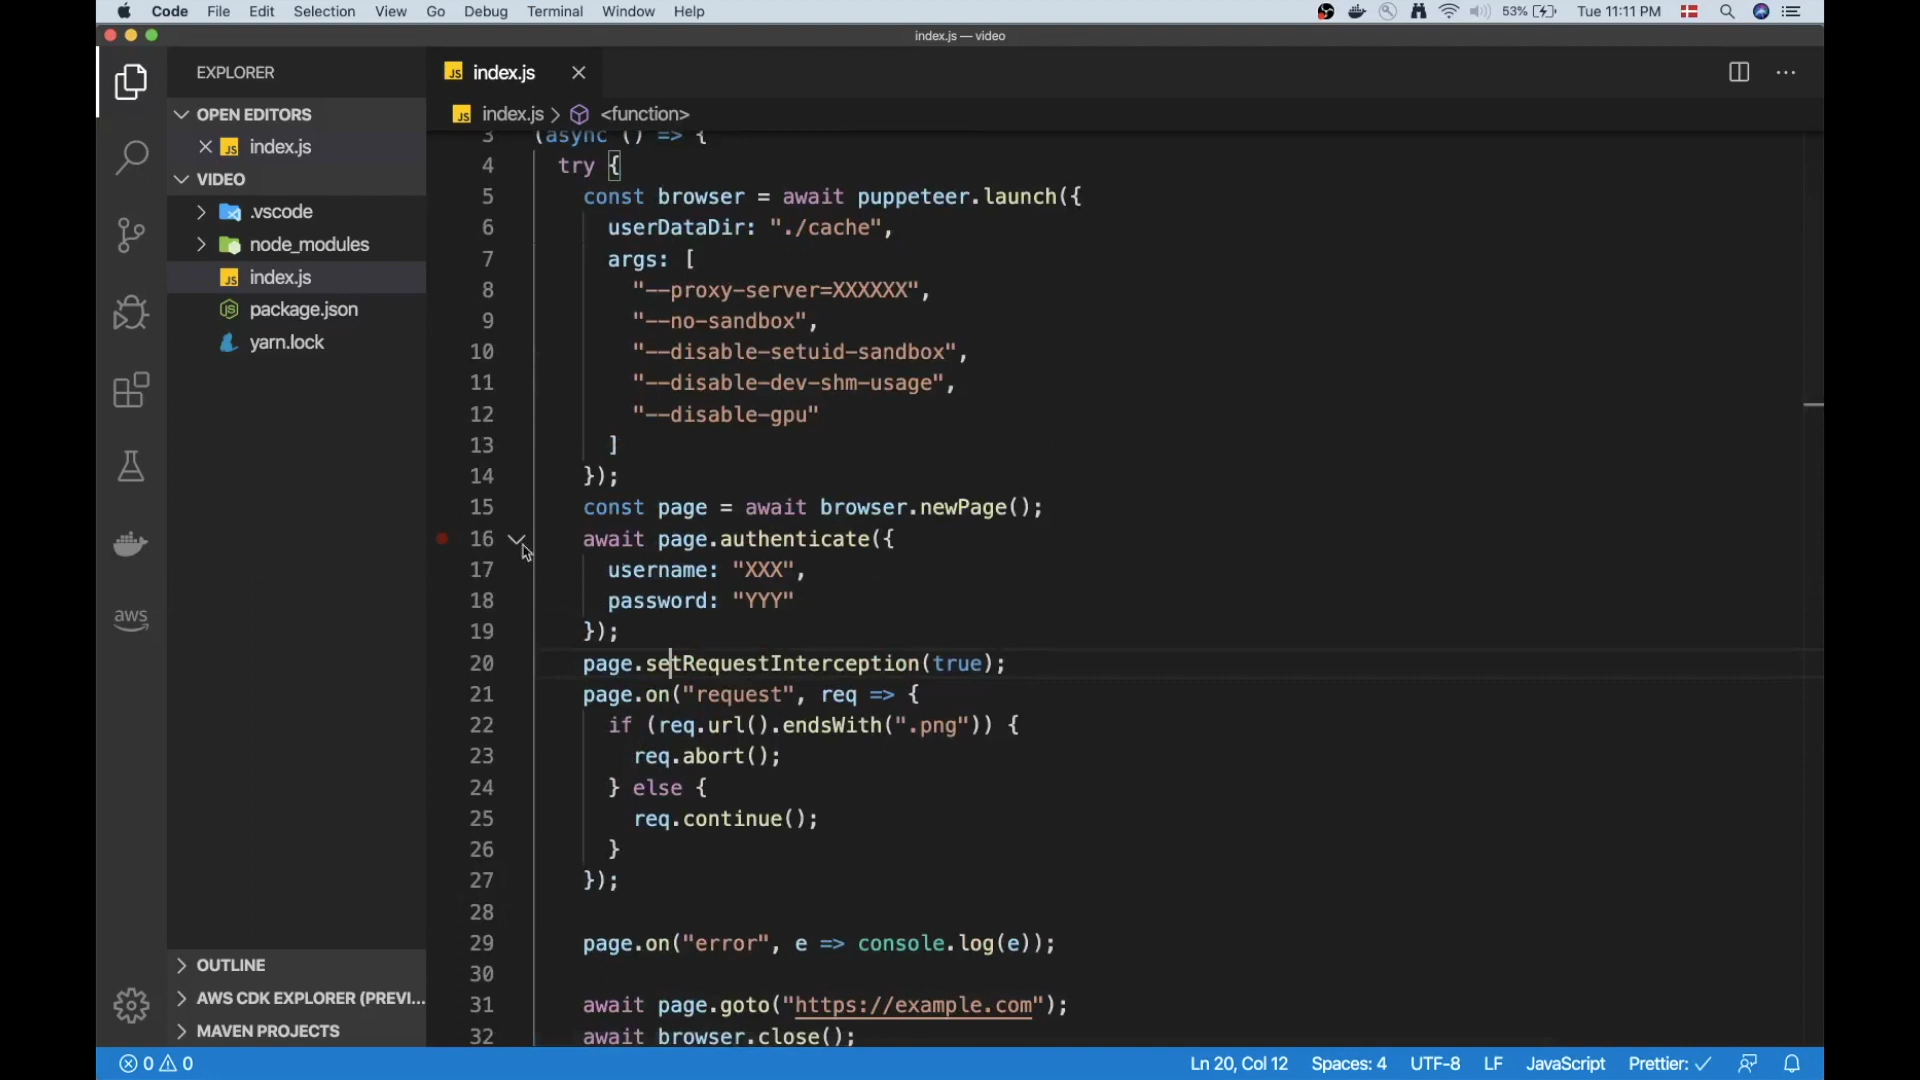 Code File Edit Selection View Go Debug Terminal Window Help 53% Tue 11:11 PM
index.js — video
EXPLORER
OPEN EDITORS
JS index.js
VIDEO
.vscode
node_modules
JS index.js
package.json
yarn.lock
OUTLINE
AWS CDK EXPLORER (PREVI...
MAVEN PROJECTS
aws
JS index.js
JS index.js > <function>
3 (async () => {
4 try {
5 const browser = await puppeteer.launch({
6 userDataDir: "./cache",
7 args: [
8 "--proxy-server=XXXXXX",
9 "--no-sandbox",
10 "--disable-setuid-sandbox",
11 "--disable-dev-shm-usage",
12 "--disable-gpu"
13 ]
14 });
15 const page = await browser.newPage();
16 await page.authenticate({
17 username: "XXX",
18 password: "YYY"
19 });
20 page.setRequestInterception(true);
21 page.on("request", req => {
22 if (req.url().endsWith(".png")) {
23 req.abort();
24 } else {
25 req.continue();
26 }
27 });
28
29 page.on("error", e => console.log(e));
30
31 await page.goto("https://example.com");
32 await browser.close();
0 0 Ln 20, Col 12 Spaces: 4 UTF-8 LF JavaScript Prettier: ✓